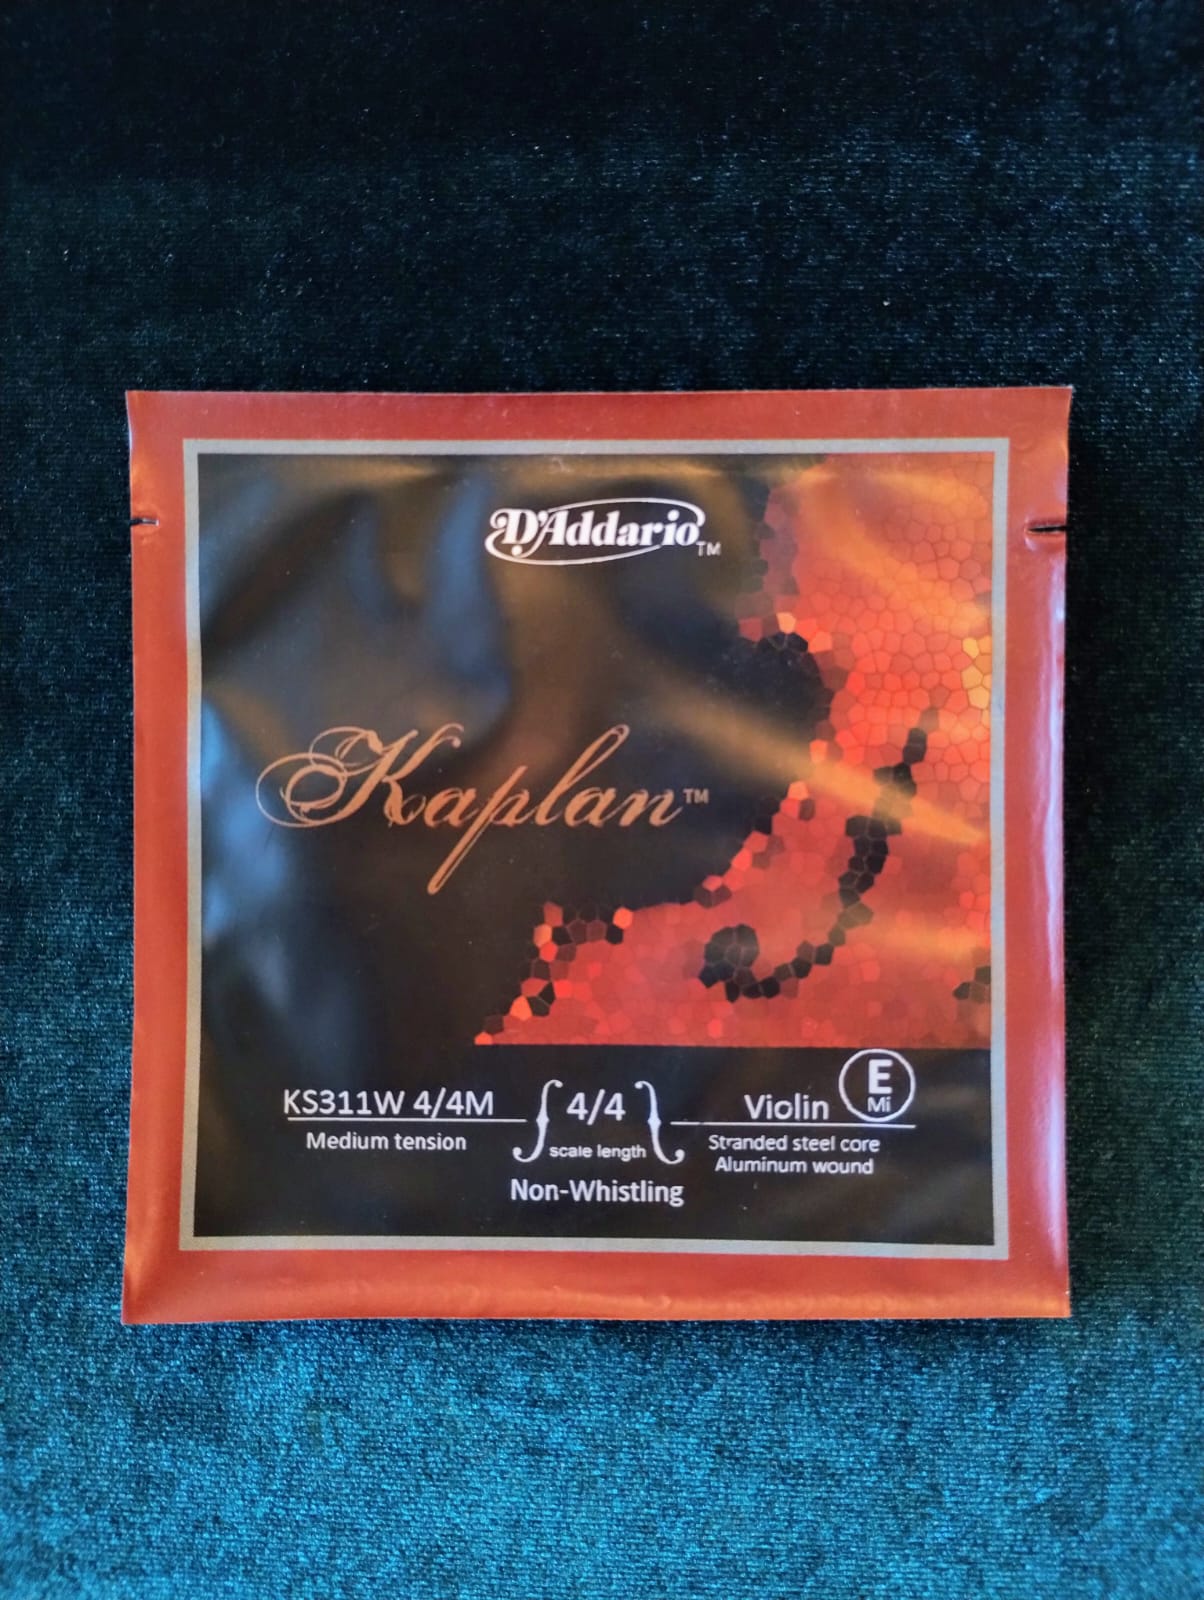 D'Addario™
Kaplan™
KS311W 4/4M
Medium tension
4/4
scale length
Non-Whistling
Violin
E
Mi
Stranded steel core
Aluminum wound